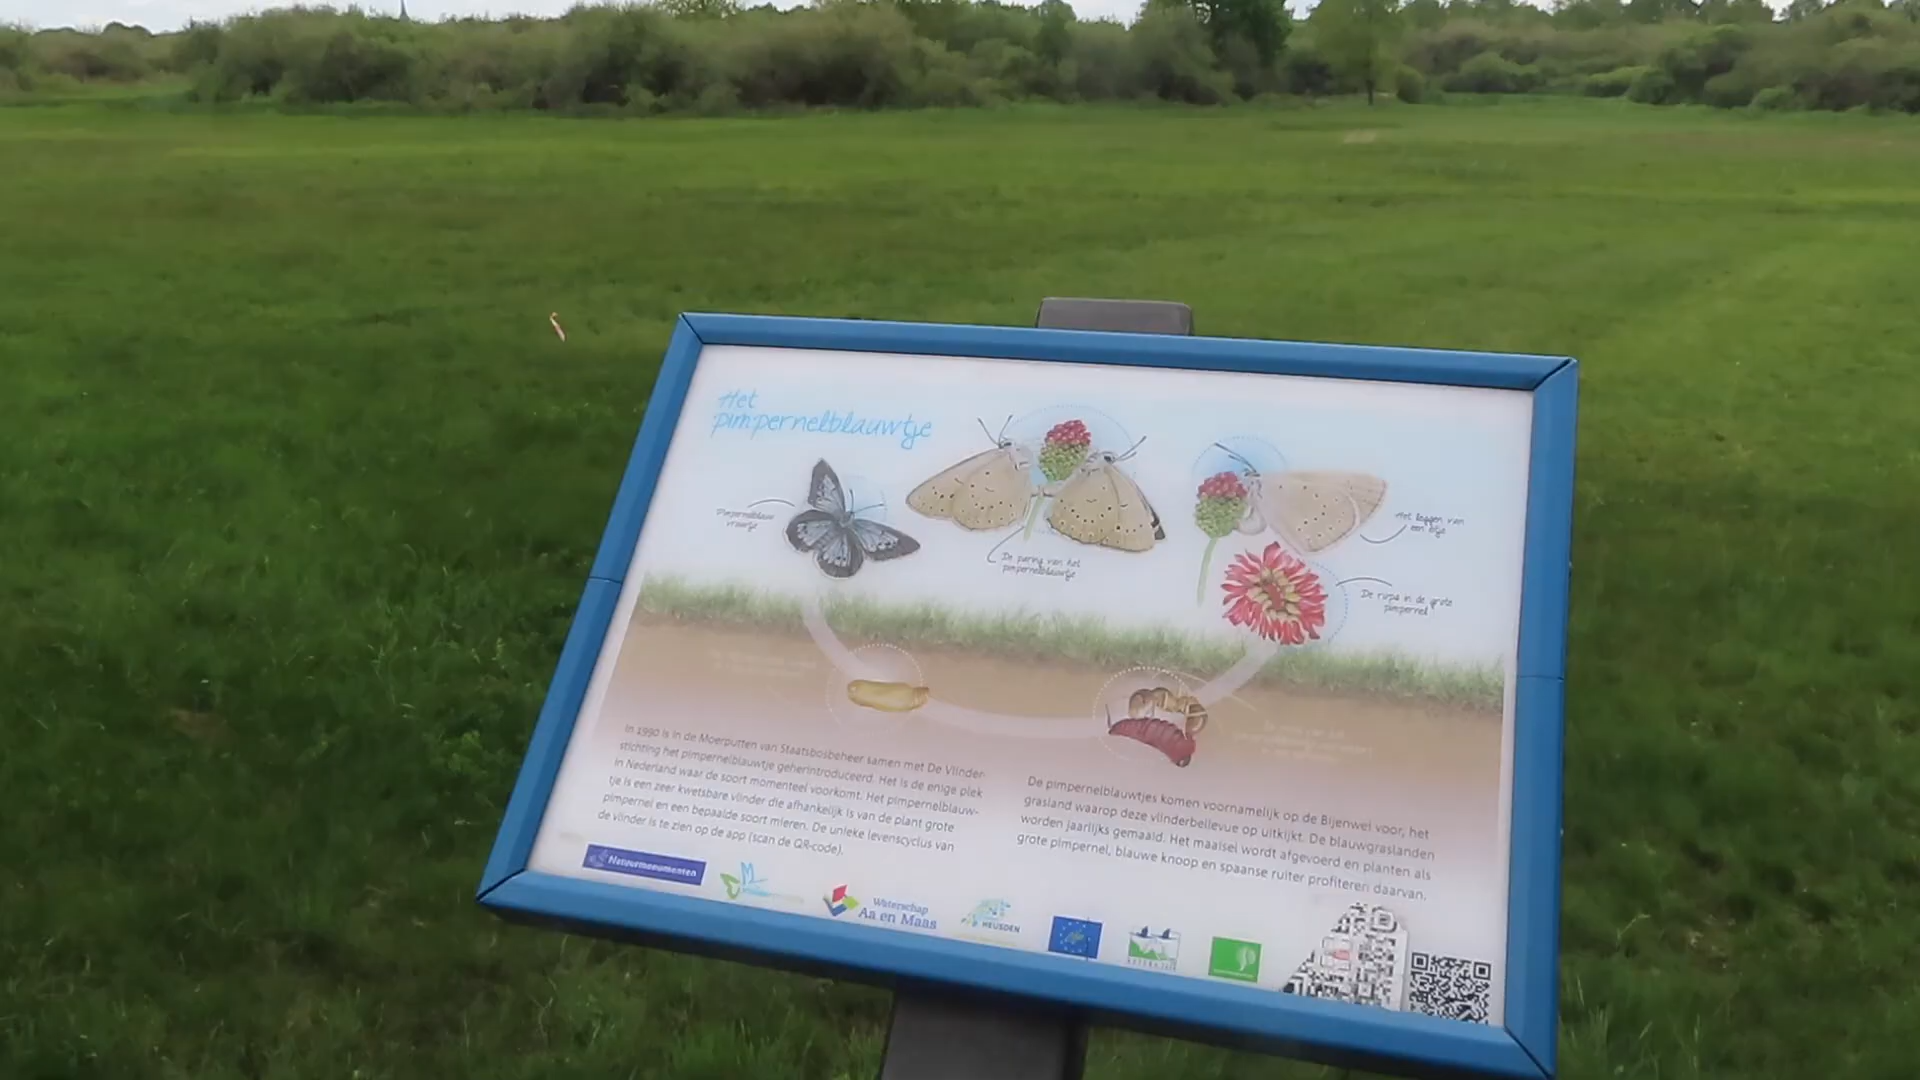 Het
pimpernelblauwtje
Pimpernelblauw
vrouwtje
De paring van het
pimpernelblauwtje
Het leggen van
een eitje
De rups in de grote
pimpernel
In 1990 is in de Moerputten van Staatsbosbeheer samen met De Vlinder-
stichting het pimpernelblauwtje geherintroduceerd. Het is de enige plek
in Nederland waar de soort momenteel voorkomt. Het pimpernelblauw-
tje is een zeer kwetsbare vlinder die afhankelijk is van de plant grote
pimpernel en een bepaalde soort mieren. De unieke levenscyclus van
de vlinder is te zien op de app (scan de QR-code).
De pimpernelblauwtjes komen voornamelijk op de Bijenwei voor, het
grasland waarop deze vlinderbellevue op uitkijkt. De blauwgraslanden
worden jaarlijks gemaaid. Het maaisel wordt afgevoerd en planten als
grote pimpernel, blauwe knoop en spaanse ruiter profiteren daarvan.
Natuurmonumenten
Waterschap
Aa en Maas
HEUSDEN